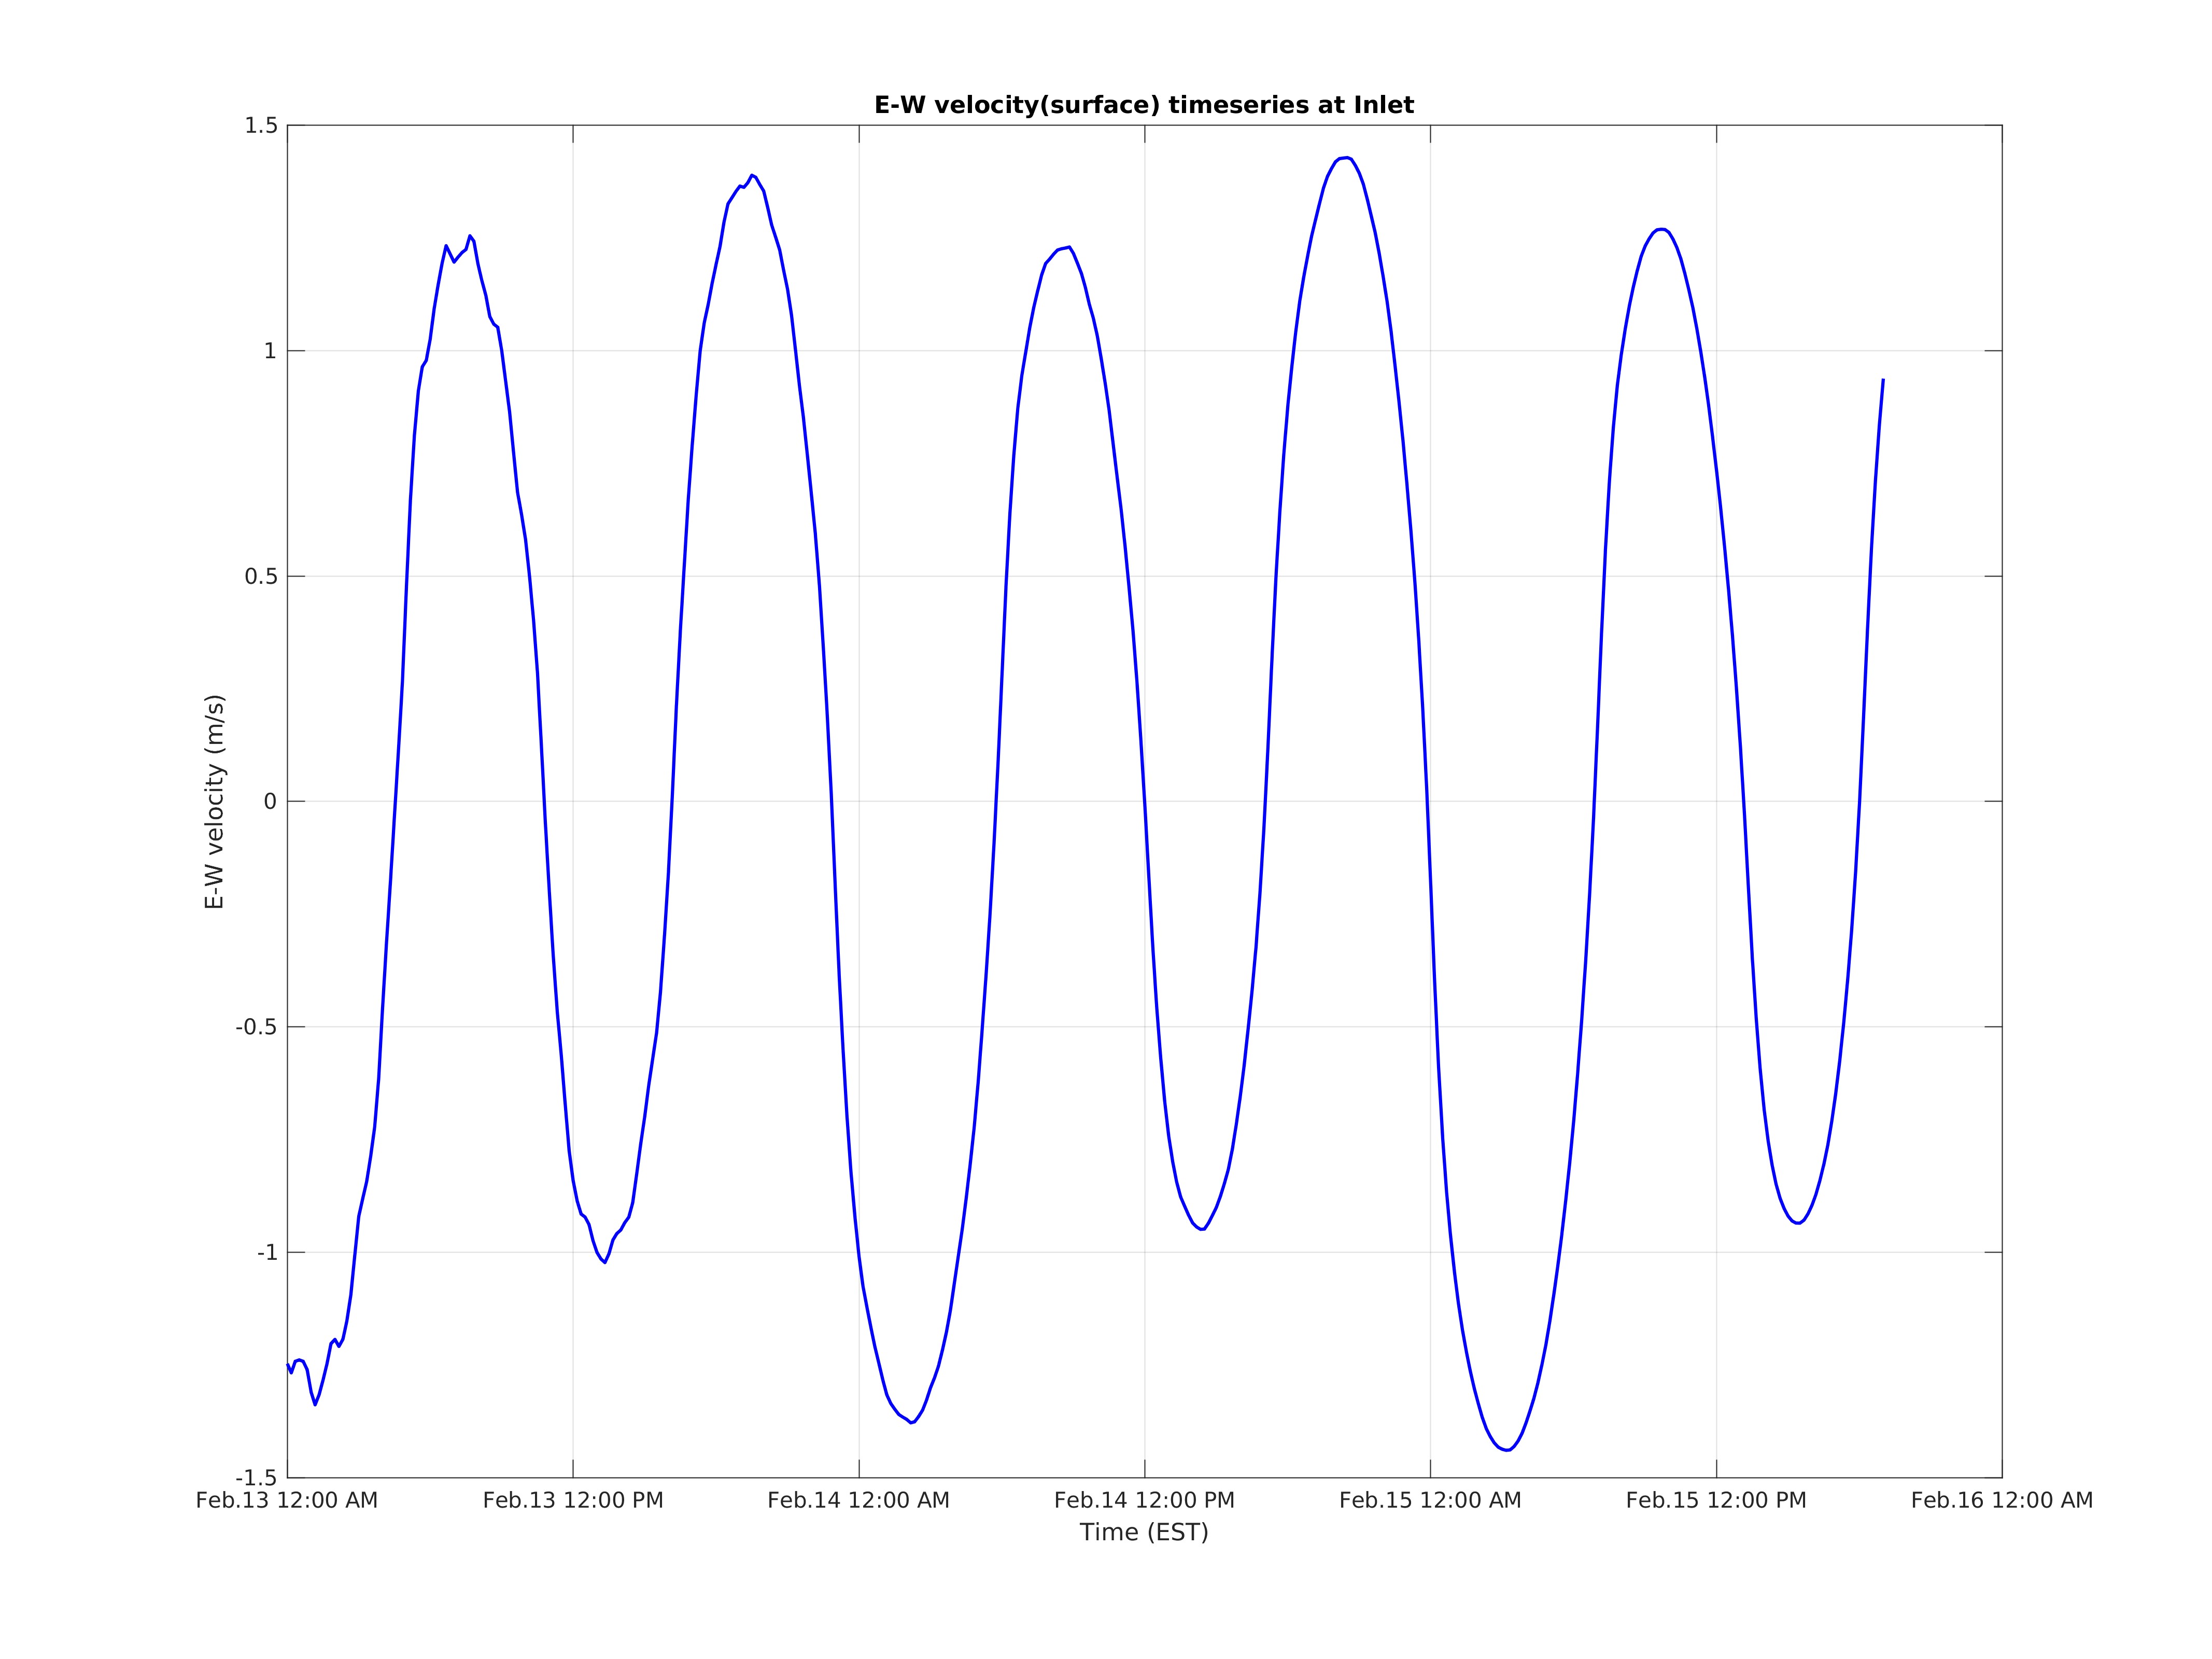 E-W velocity(surface) timeseries at Inlet
1.5
1
0.5
0
-0.5
-1
-1.5
E-W velocity (m/s)
Feb.13 12:00 AM
Feb.13 12:00 PM
Feb.14 12:00 AM
Feb.14 12:00 PM
Feb.15 12:00 AM
Feb.15 12:00 PM
Feb.16 12:00 AM
Time (EST)